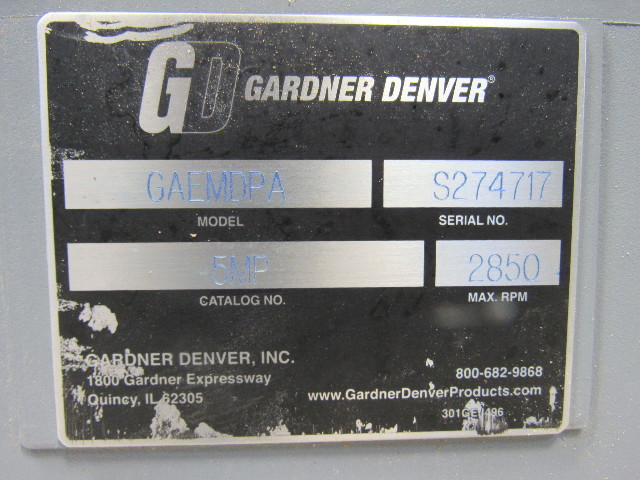 GD GARDNER DENVER®
GAEMDPA S274717
MODEL SERIAL NO.
5MP 2850
CATALOG NO. MAX. RPM
GARDNER DENVER, INC.
1800 Gardner Expressway 800-682-9868
Quincy, IL 62305 www.GardnerDenverProducts.com